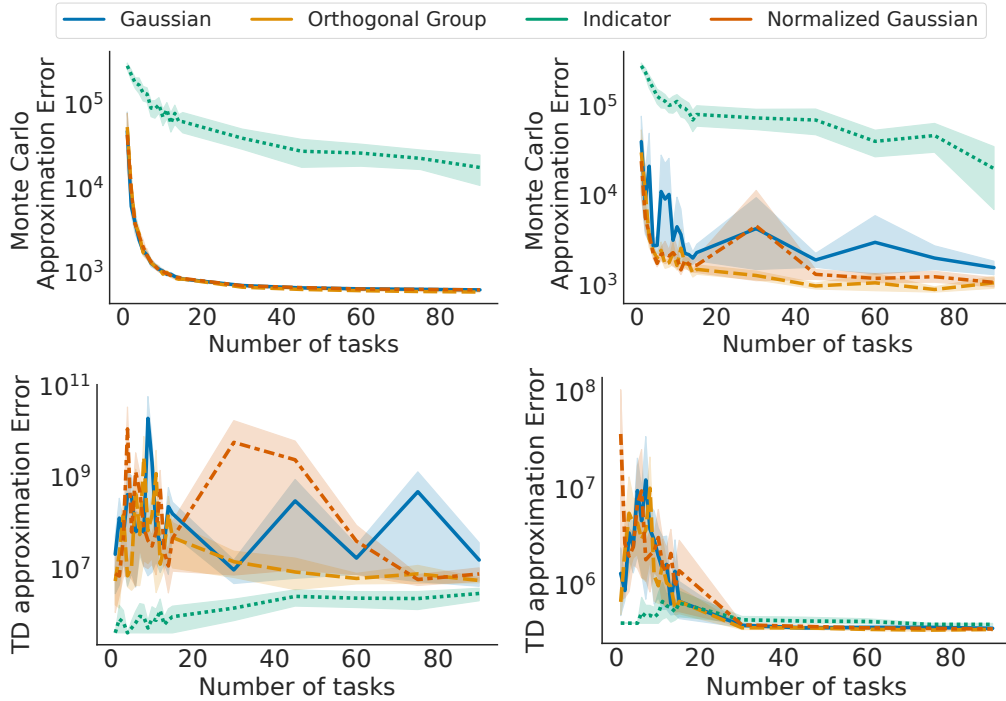 Gaussian Orthogonal Group Indicator Normalized Gaussian
Monte Carlo
Approximation Error
10^5
10^4
10^3
0 20 40 60 80
Number of tasks
Monte Carlo
Approximation Error
10^5
10^4
10^3
0 20 40 60 80
Number of tasks
TD approximation Error
10^11
10^9
10^7
0 20 40 60 80
Number of tasks
TD approximation Error
10^8
10^7
10^6
0 20 40 60 80
Number of tasks